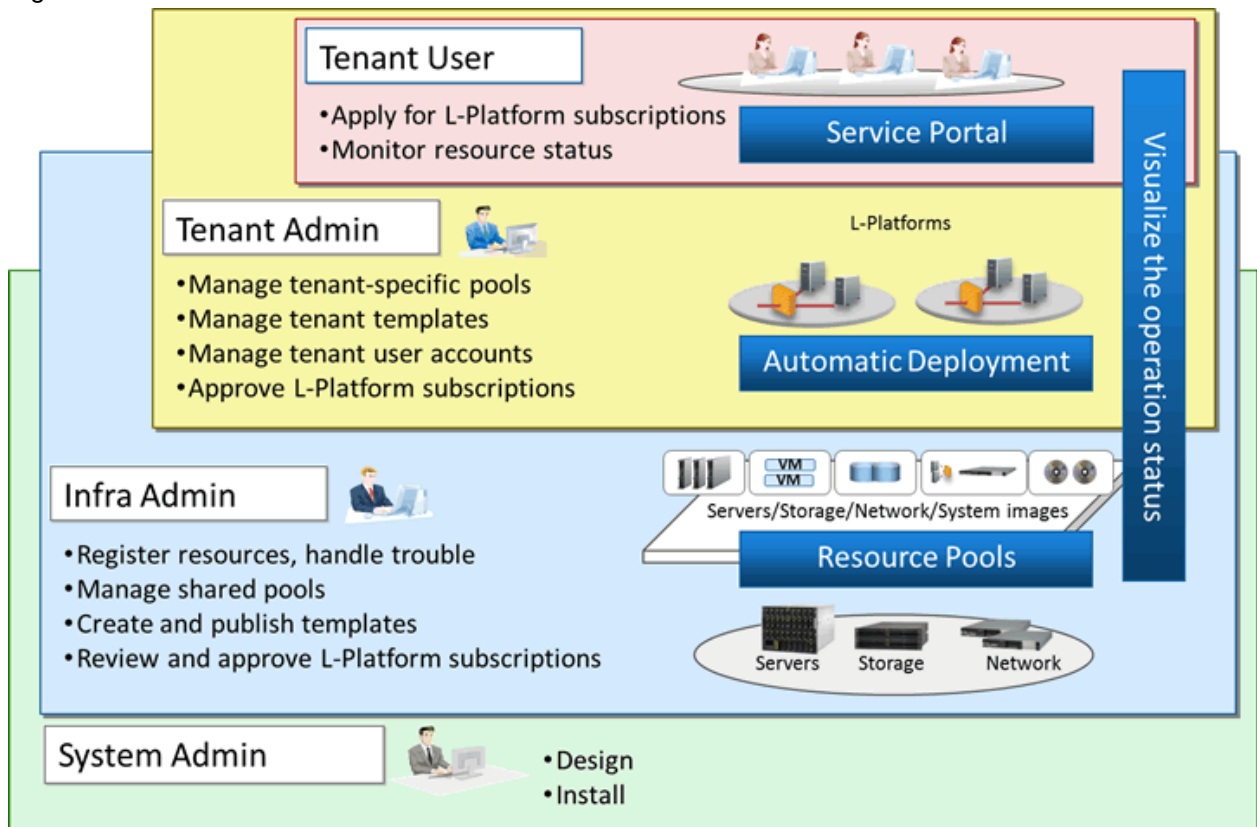 Tenant User
•Apply for L-Platform subscriptions
•Monitor resource status
Service Portal
Visualize the operation status
Tenant Admin
L-Platforms
•Manage tenant-specific pools
•Manage tenant templates
•Manage tenant user accounts
•Approve L-Platform subscriptions
Automatic Deployment
Infra Admin
VM
VM
Servers/Storage/Network/System images
•Register resources, handle trouble
•Manage shared pools
•Create and publish templates
•Review and approve L-Platform subscriptions
Resource Pools
Servers
Storage
Network
System Admin
•Design
•Install